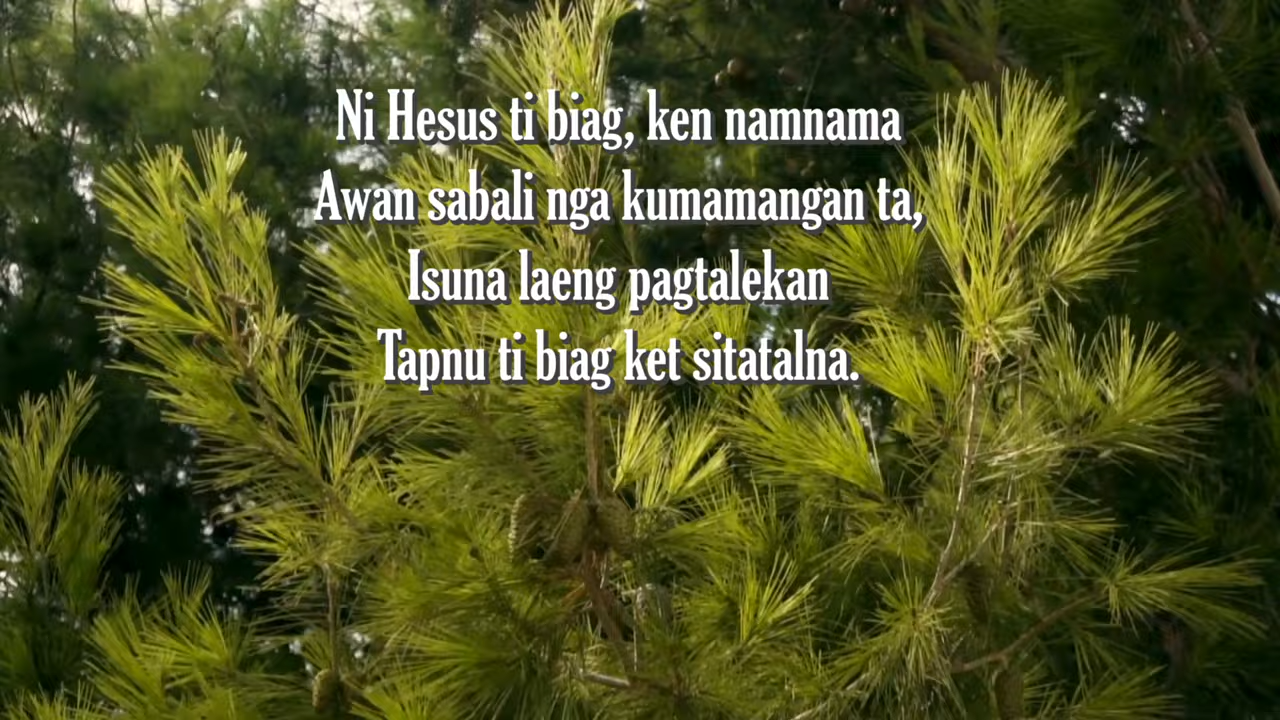 Ni Hesus ti biag, ken namnama
Awan sabali nga kumamangan ta,
Isuna laeng pagtalekan
Tapnu ti biag ket sitatalna.